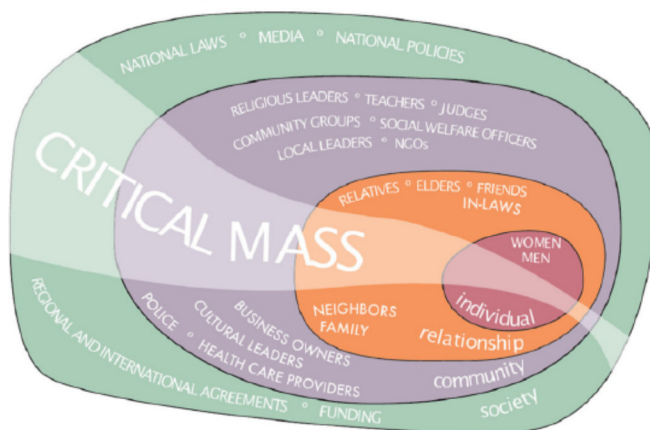 NATIONAL LAWS ° MEDIA ° NATIONAL POLICIES
RELIGIOUS LEADERS ° TEACHERS ° JUDGES
COMMUNITY GROUPS ° SOCIAL WELFARE OFFICERS
LOCAL LEADERS ° NGOs
CRITICAL MASS
RELATIVES ° ELDERS ° FRIENDS
IN-LAWS
WOMEN
MEN
individual
NEIGHBORS
FAMILY
relationship
BUSINESS OWNERS
CULTURAL LEADERS
POLICE ° HEALTH CARE PROVIDERS
community
REGIONAL AND INTERNATIONAL AGREEMENTS ° FUNDING
society